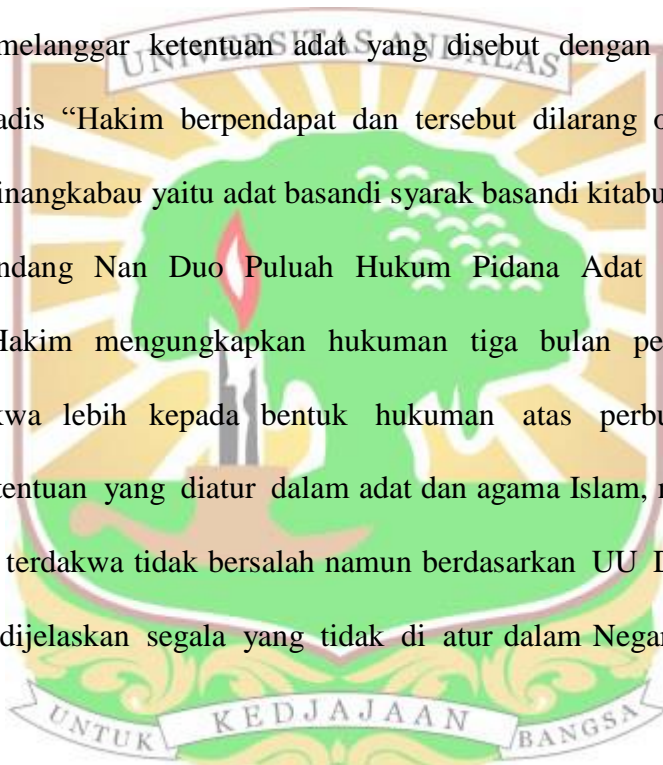 melanggar ketentuan adat yang disebut dengan
UNIVERSITAS ANDALAS
adis “Hakim berpendapat dan tersebut dilarang o
inangkabau yaitu adat basandi syarak basandi kitabu
ndang Nan Duo Puluah Hukum Pidana Adat
Hakim mengungkapkan hukuman tiga bulan pe
kwa lebih kepada bentuk hukuman atas perbu
tentuan yang diatur dalam adat dan agama Islam,
terdakwa tidak bersalah namun berdasarkan UU D
dijelaskan segala yang tidak di atur dalam Negar
UNTUK KEDJAJAAN BANGSA